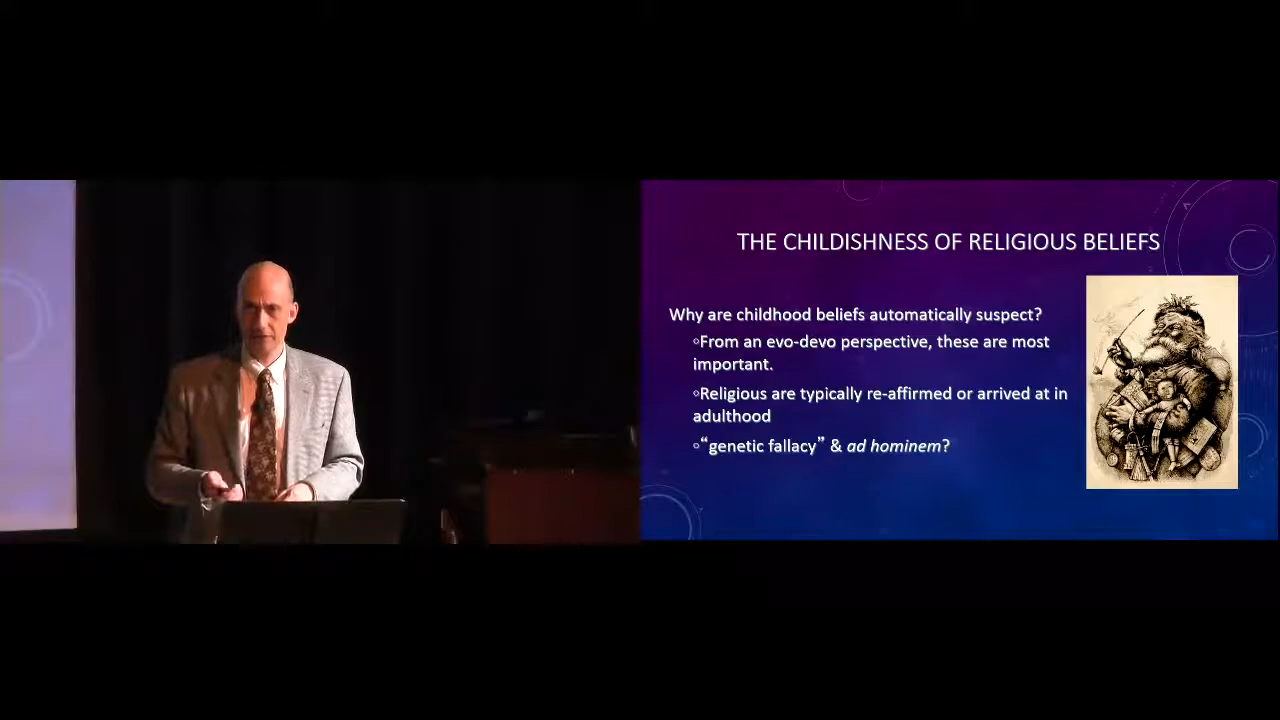 THE CHILDISHNESS OF RELIGIOUS BELIEFS
Why are childhood beliefs automatically suspect?
◦From an evo-devo perspective, these are most
important.
◦Religious are typically re-affirmed or arrived at in
adulthood
◦“genetic fallacy” & ad hominem?